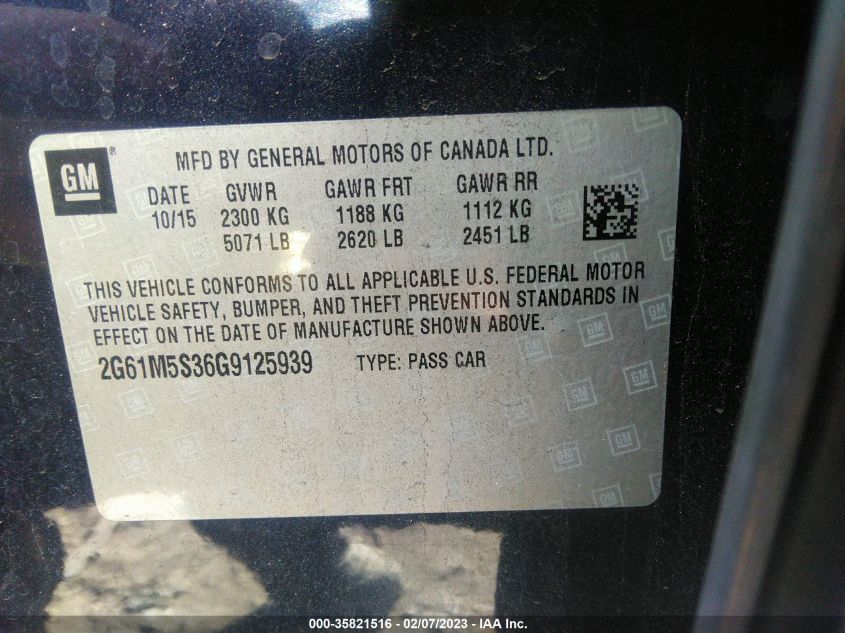 GM ®
MFD BY GENERAL MOTORS OF CANADA LTD.
DATE GVWR GAWR FRT GAWR RR
10/15 2300 KG 1188 KG 1112 KG
5071 LB 2620 LB 2451 LB
THIS VEHICLE CONFORMS TO ALL APPLICABLE U.S. FEDERAL MOTOR
VEHICLE SAFETY, BUMPER, AND THEFT PREVENTION STANDARDS IN
EFFECT ON THE DATE OF MANUFACTURE SHOWN ABOVE.
2G61M5S36G9125939 TYPE: PASS CAR
000-35821516 - 02/07/2023 - IAA Inc.